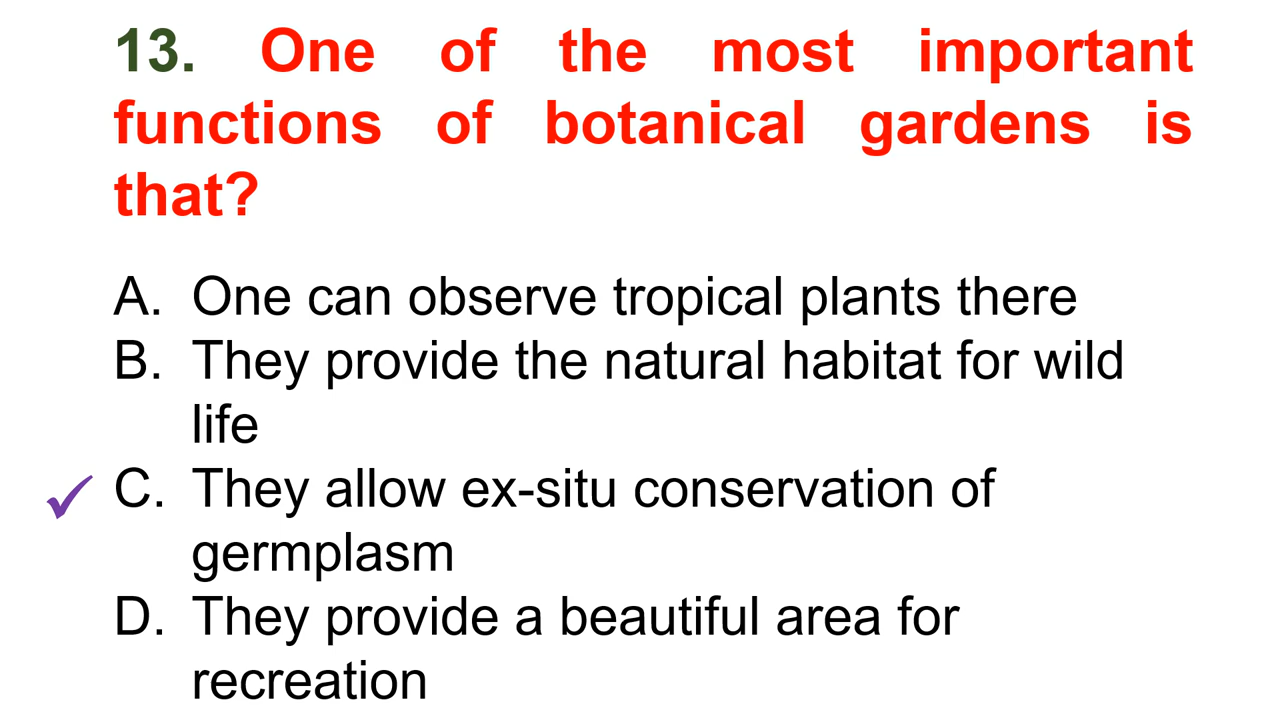 13. One of the most important
functions of botanical gardens is
that?
A. One can observe tropical plants there
B. They provide the natural habitat for wild
life
C. They allow ex-situ conservation of
germplasm
D. They provide a beautiful area for
recreation